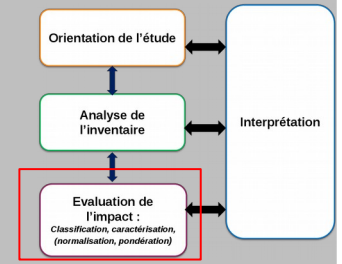 Orientation de l'étude
Analyse de
l'inventaire
Interprétation
Evaluation de
l'impact :
Classification, caractérisation,
(normalisation, pondération)